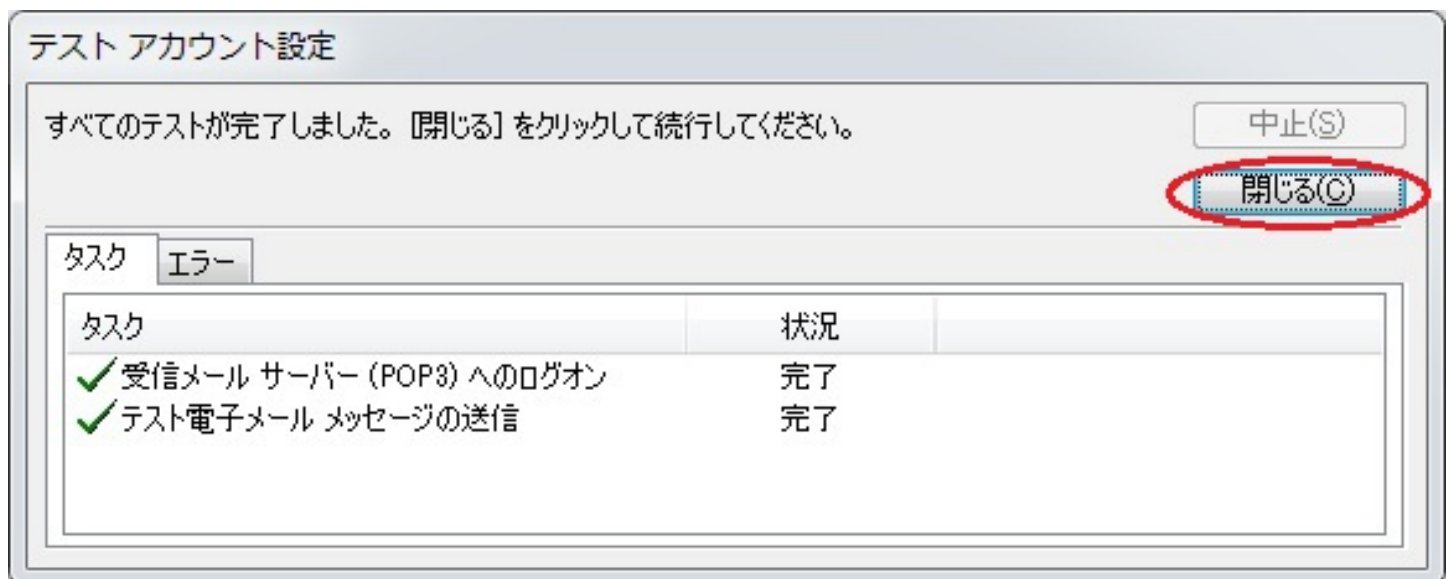 テスト アカウント設定
すべてのテストが完了しました。[閉じる] をクリックして続行してください。
中止(S)
閉じる(C)
タスク エラー
タスク 状況
受信メール サーバー (POP3) へのログオン 完了
テスト電子メール メッセージの送信 完了